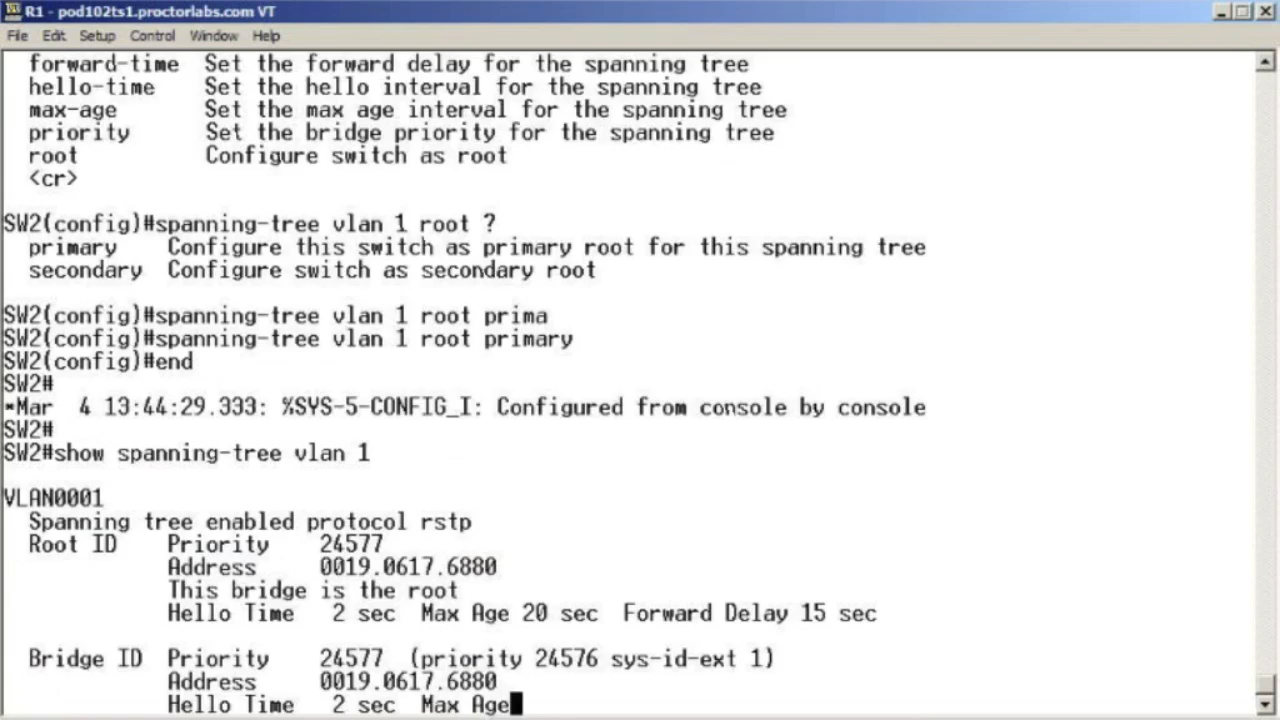 R1 - pod102ts1.proctorlabs.com VT
File Edit Setup Control Window Help
forward-time Set the forward delay for the spanning tree
hello-time Set the hello interval for the spanning tree
max-age Set the max age interval for the spanning tree
priority Set the bridge priority for the spanning tree
root Configure switch as root
<cr>
SW2(config)#spanning-tree vlan 1 root ?
primary Configure this switch as primary root for this spanning tree
secondary Configure switch as secondary root
SW2(config)#spanning-tree vlan 1 root prima
SW2(config)#spanning-tree vlan 1 root primary
SW2(config)#end
SW2#
*Mar 4 13:44:29.333: %SYS-5-CONFIG_I: Configured from console by console
SW2#
SW2#show spanning-tree vlan 1
VLAN0001
Spanning tree enabled protocol rstp
Root ID Priority 24577
Address 0019.0617.6880
This bridge is the root
Hello Time 2 sec Max Age 20 sec Forward Delay 15 sec
Bridge ID Priority 24577 (priority 24576 sys-id-ext 1)
Address 0019.0617.6880
Hello Time 2 sec Max Age